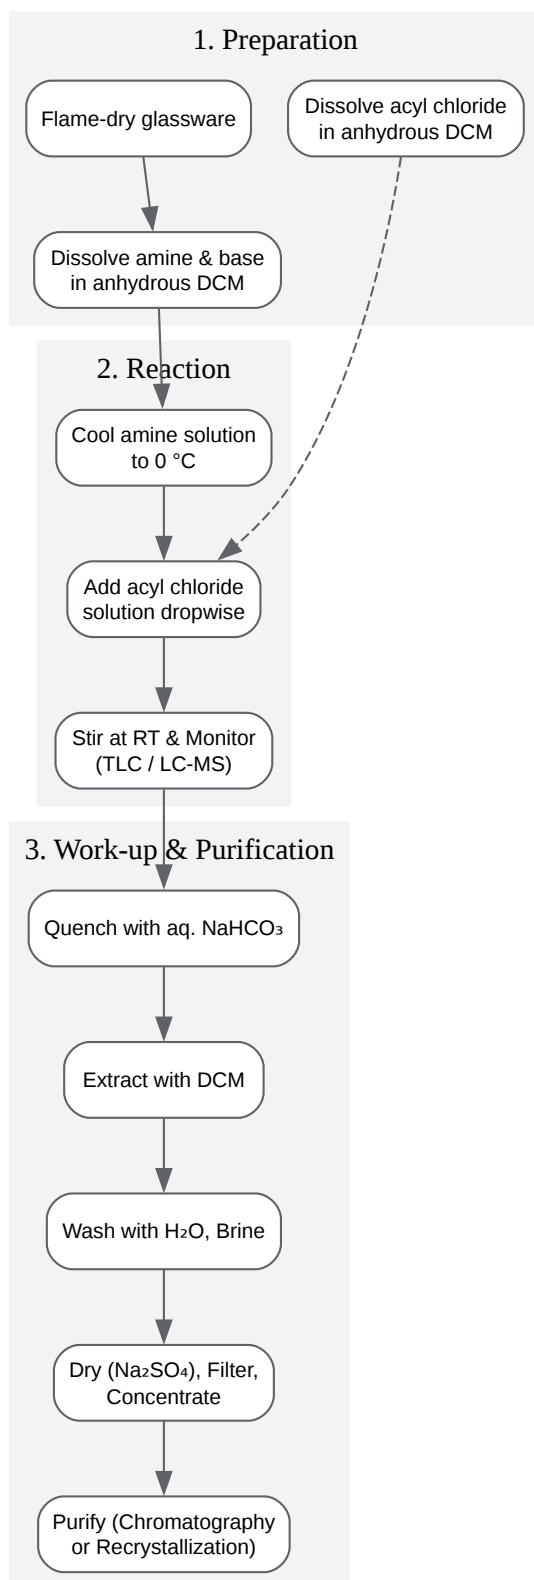 1. Preparation
Flame-dry glassware
Dissolve acyl chloride
in anhydrous DCM
Dissolve amine & base
in anhydrous DCM
2. Reaction
Cool amine solution
to 0 °C
Add acyl chloride
solution dropwise
Stir at RT & Monitor
(TLC / LC-MS)
3. Work-up & Purification
Quench with aq. NaHCO₃
Extract with DCM
Wash with H₂O, Brine
Dry (Na₂SO₄), Filter,
Concentrate
Purify (Chromatography
or Recrystallization)